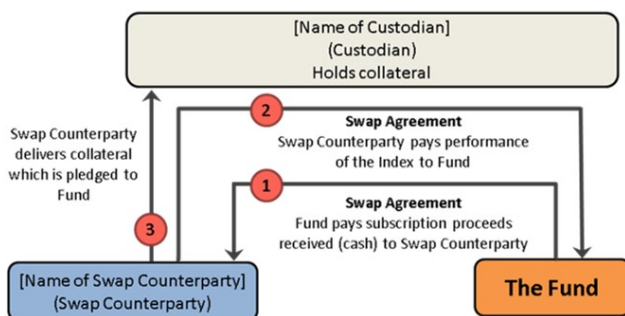 [Name of Custodian]
(Custodian)
Holds collateral
Swap Counterparty
delivers collateral
which is pledged to
Fund
2
Swap Agreement
Swap Counterparty pays performance
of the Index to Fund
1
Swap Agreement
Fund pays subscription proceeds
received (cash) to Swap Counterparty
3
[Name of Swap Counterparty]
(Swap Counterparty)
The Fund